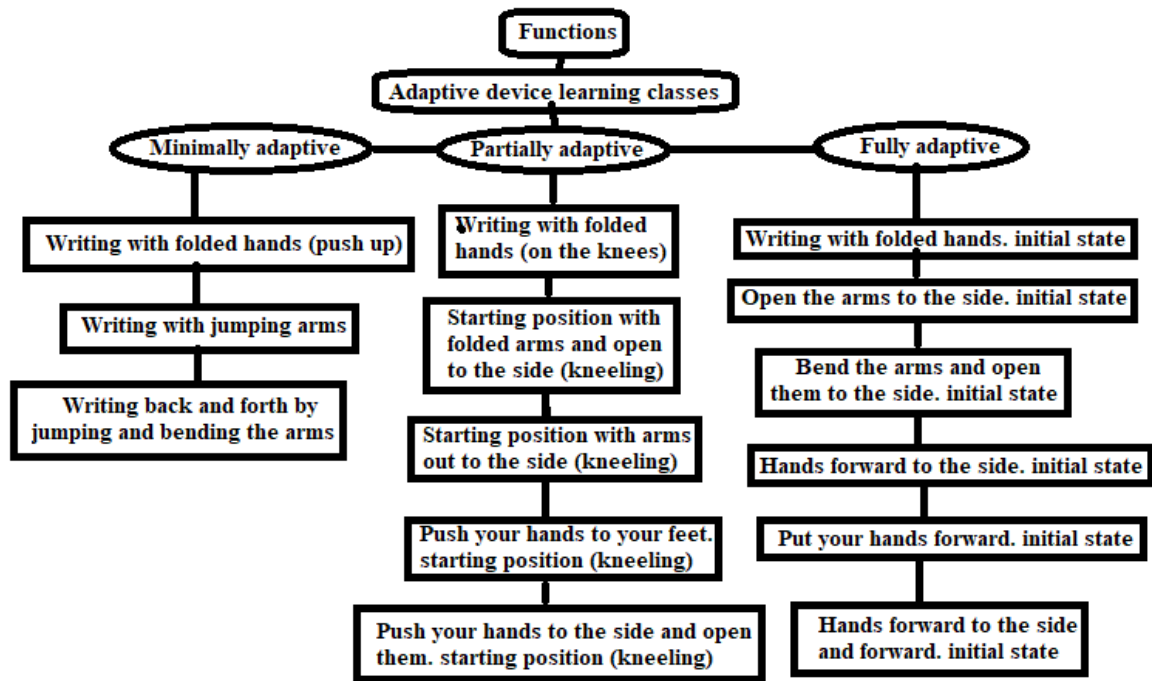 Functions
Adaptive device learning classes
Minimally adaptive
Partially adaptive
Fully adaptive
Writing with folded hands (push up)
Writing with jumping arms
Writing back and forth by
jumping and bending the arms
Writing with folded
hands (on the knees)
Starting position with
folded arms and open
to the side (kneeling)
Starting position with arms
out to the side (kneeling)
Push your hands to your feet.
starting position (kneeling)
Push your hands to the side and open
them. starting position (kneeling)
Writing with folded hands. initial state
Open the arms to the side. initial state
Bend the arms and open
them to the side. initial state
Hands forward to the side. initial state
Put your hands forward. initial state
Hands forward to the side
and forward. initial state